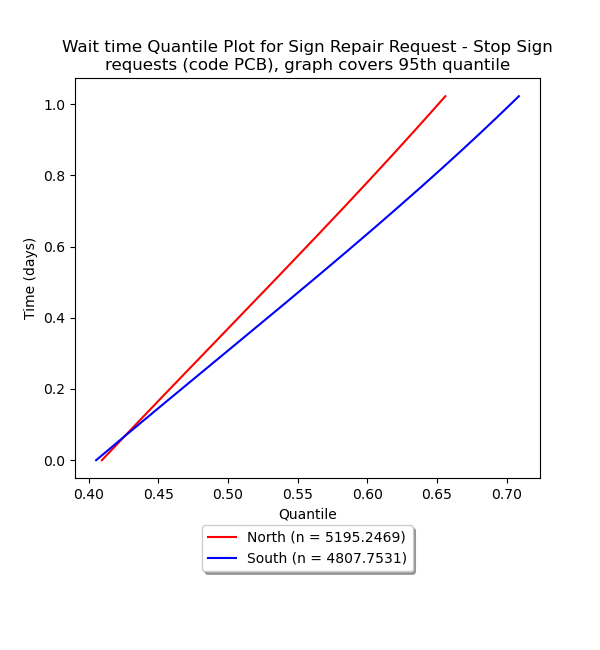 Wait time Quantile Plot for Sign Repair Request - Stop Sign
requests (code PCB), graph covers 95th quantile
1.0
0.8
0.6
0.4
0.2
0.0
Time (days)
0.40 0.45 0.50 0.55 0.60 0.65 0.70
Quantile
North (n = 5195.2469)
South (n = 4807.7531)